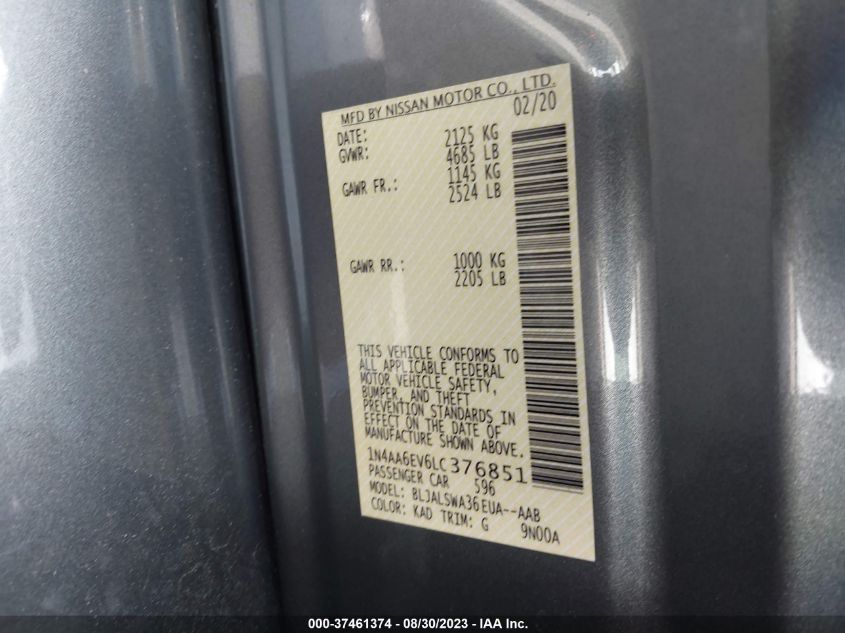 MFD BY NISSAN MOTOR CO., LTD.
DATE: 02/20
GVWR: 2125 KG
4685 LB
GAWR FR.: 1145 KG
2524 LB
GAWR RR.: 1000 KG
2205 LB
THIS VEHICLE CONFORMS TO
ALL APPLICABLE FEDERAL
MOTOR VEHICLE SAFETY,
BUMPER, AND THEFT
PREVENTION STANDARDS IN
EFFECT ON THE DATE OF
MANUFACTURE SHOWN ABOVE.
1N4AA6EV6LC376851
PASSENGER CAR 596
MODEL: BLJALSWA36EUA--AAB
COLOR: KAD TRIM: G 9N00A
000-37461374 - 08/30/2023 - IAA Inc.